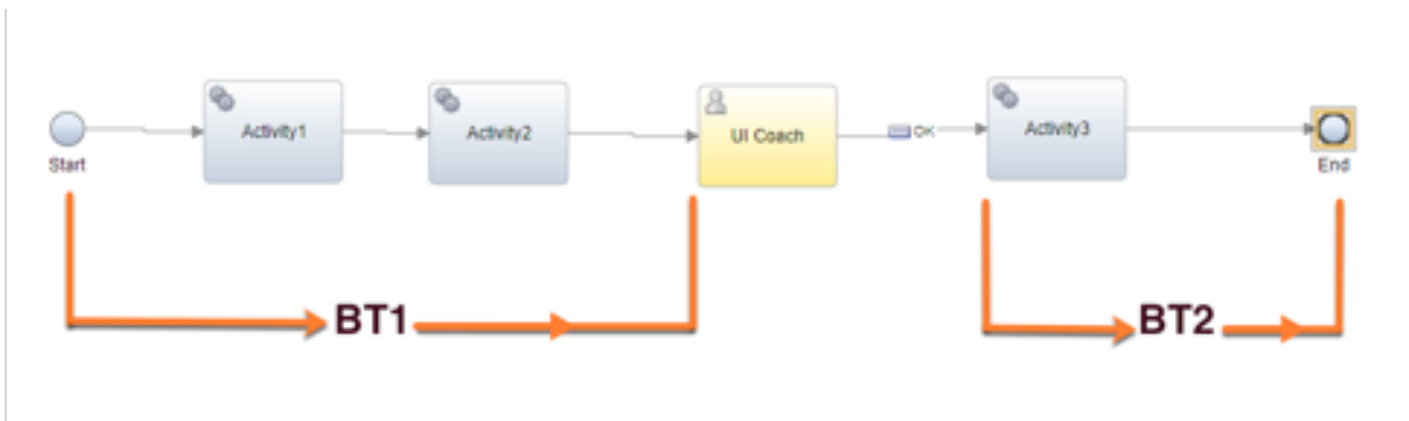 Start
Activity1
Activity2
UI Coach
OK
Activity3
End
BT1
BT2